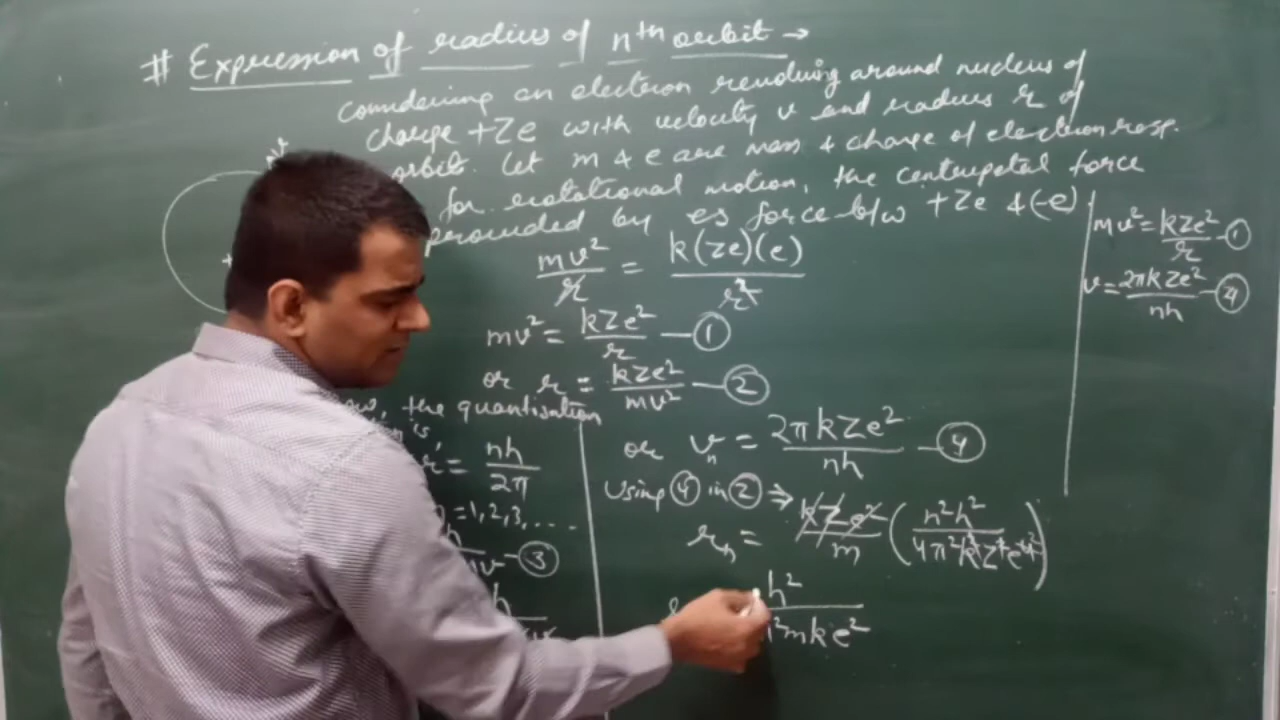 # Expression of radius of nth orbit →
Considering an electron revolving around nucleus of
charge +Ze with velocity v and radius r of
orbit. Let m & e are mass & charge of electron resp.
for rotational motion, the centripetal force
provided by es force b/w +Ze & (-e)
mv²/r = k(Ze)(e)/r²
mv² = kZe²/r —①
or r = kZe²/mv² —②
, the quantisation
is,
r = nh/2π
n = 1, 2, 3, ....
—③
or vₙ = 2πkZe²/nh —④
Using ④ in ② ⇒
rₙ = kZe²/m (n²h²/4π²k²Z²e⁴)
h²/²mke²
mv² = kZe²/r —①
v = 2πkZe²/nh —④